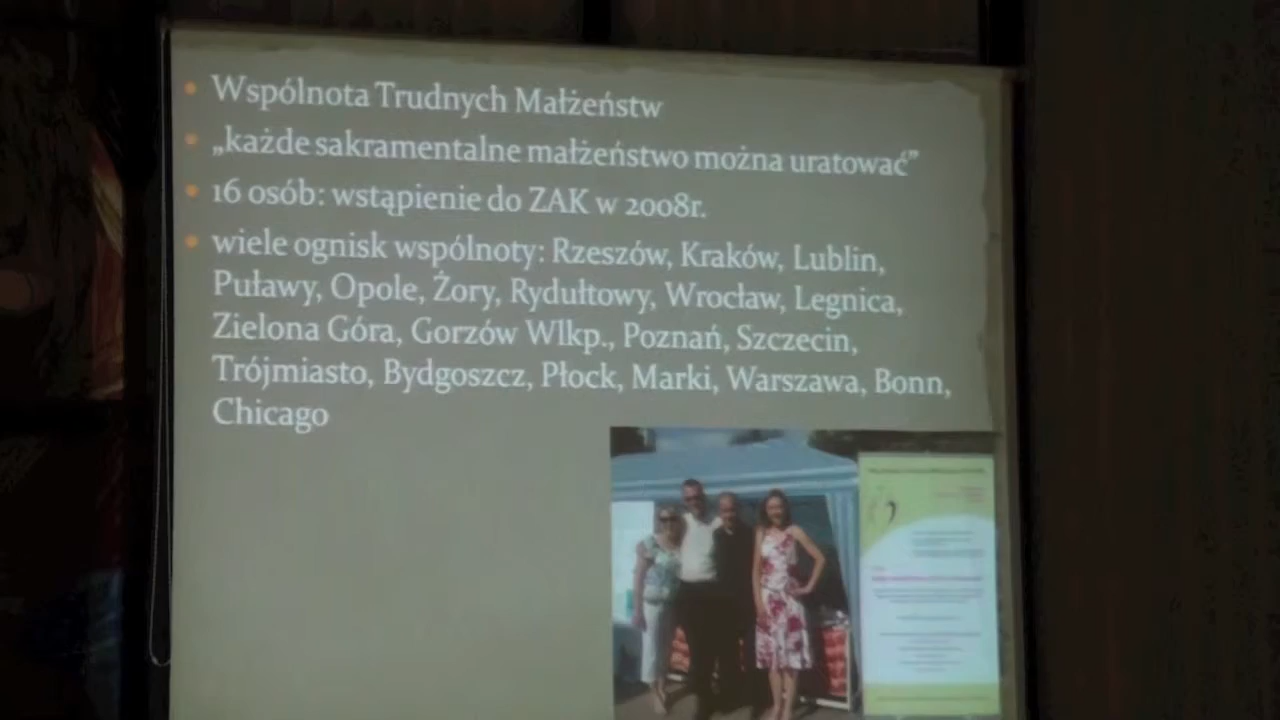 Wspólnota Trudnych Małżeństw
„każde sakramentalne małżeństwo można uratować”
16 osób: wstąpienie do ZAK w 2008r.
wiele ognisk wspólnoty: Rzeszów, Kraków, Lublin,
Puławy, Opole, Żory, Rydułtowy, Wrocław, Legnica,
Zielona Góra, Gorzów Wlkp., Poznań, Szczecin,
Trójmiasto, Bydgoszcz, Płock, Marki, Warszawa, Bonn,
Chicago